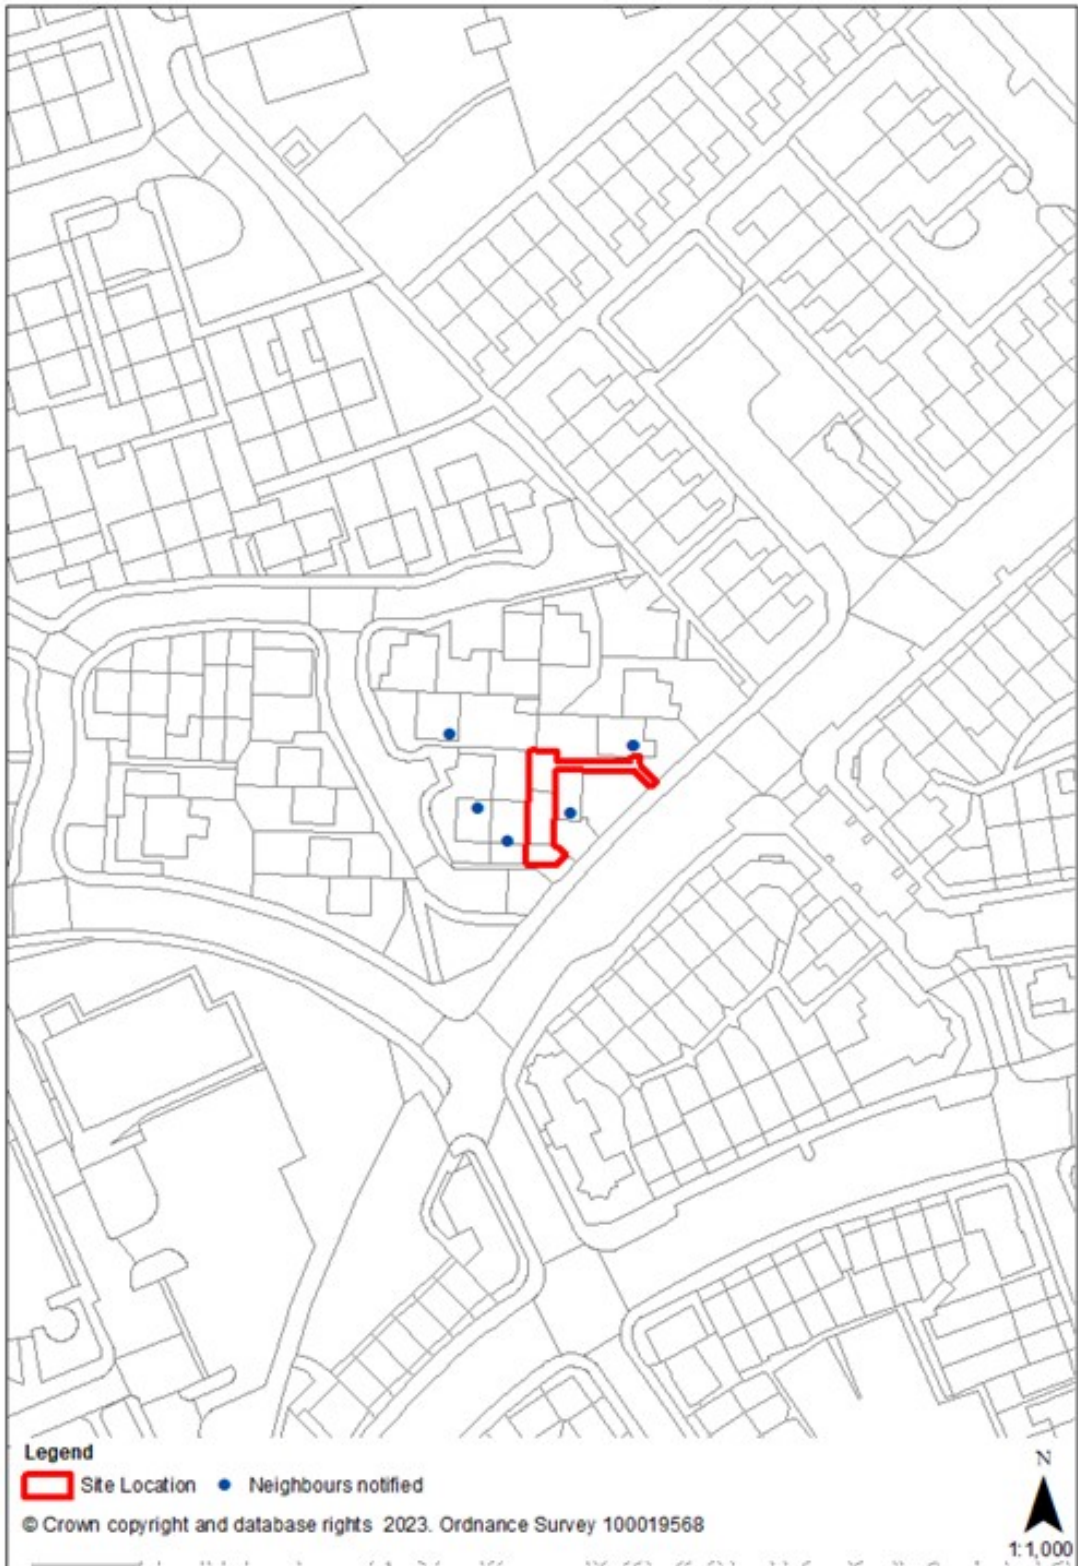 Legend
Site Location
Neighbours notified
© Crown copyright and database rights 2023. Ordnance Survey 100019568
N
1:1,000